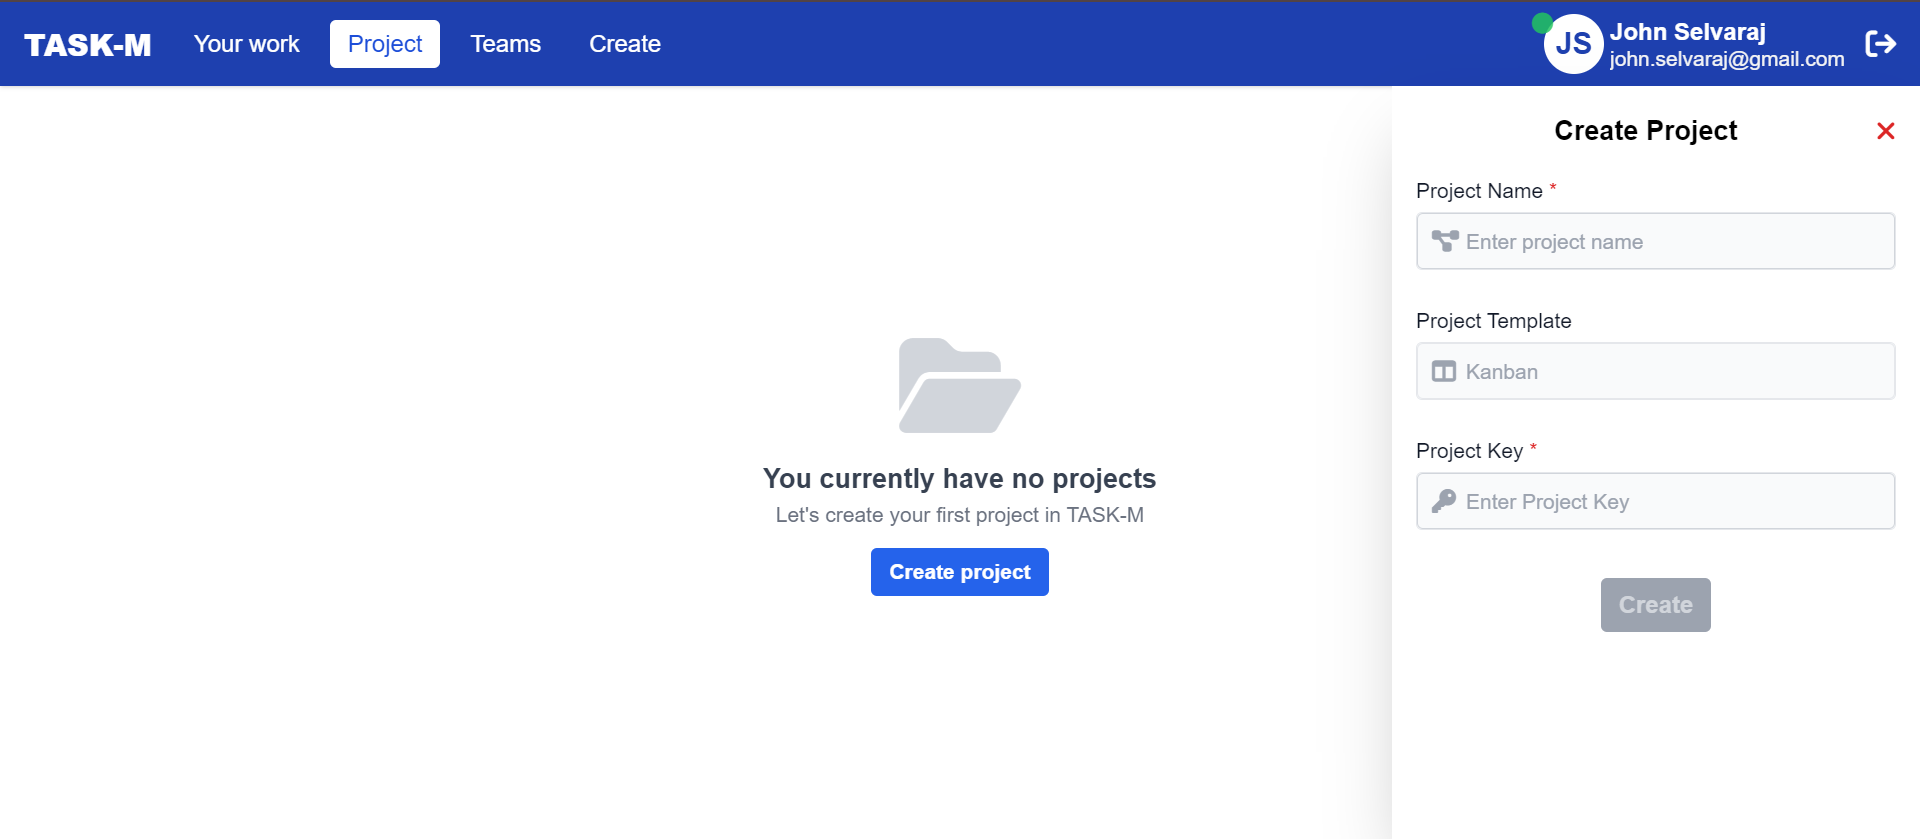 TASK-M
Your work
Project
Teams
Create
JS
John Selvaraj
john.selvaraj@gmail.com
You currently have no projects
Let's create your first project in TASK-M
Create project
Create Project
Project Name *
Enter project name
Project Template
Kanban
Project Key *
Enter Project Key
Create